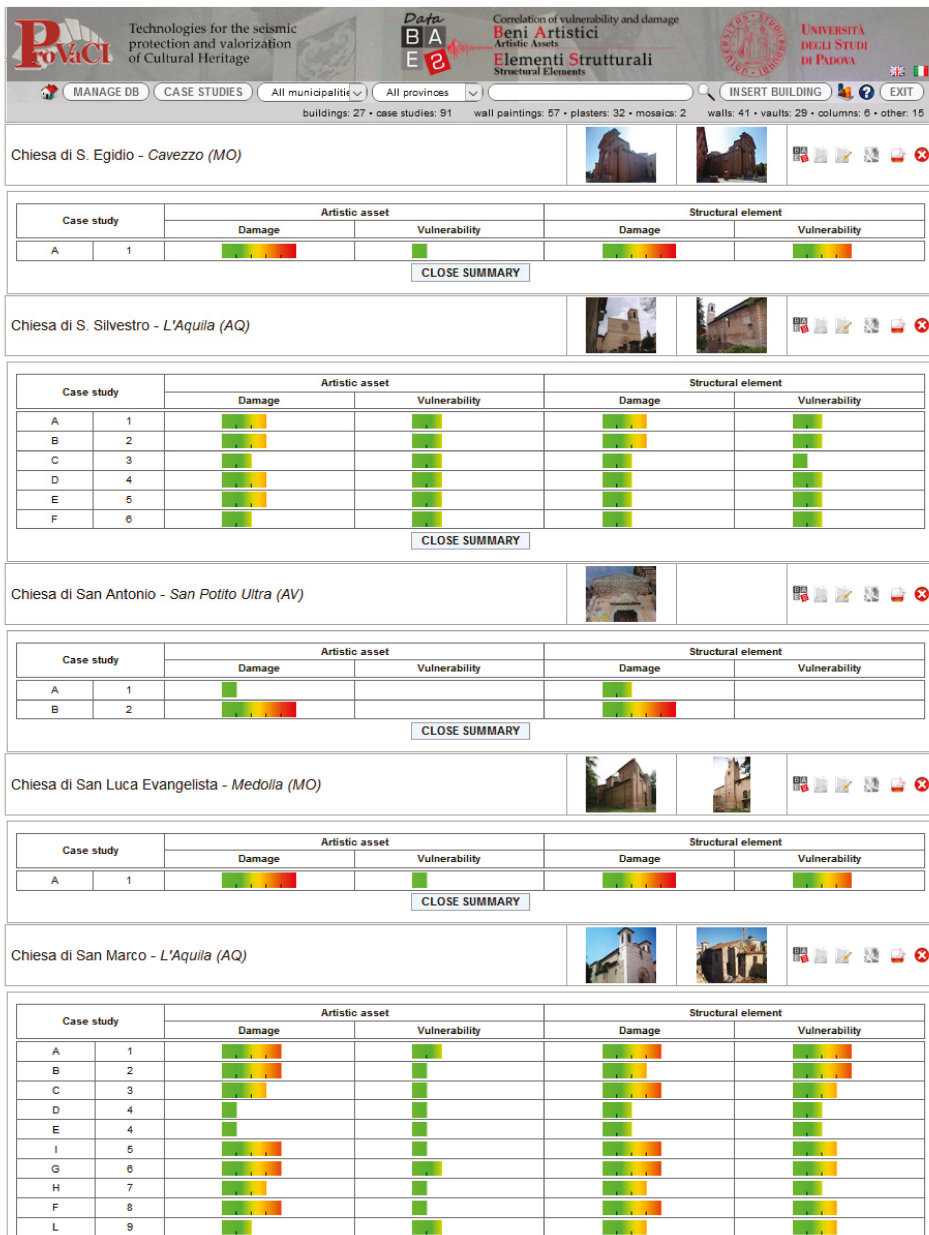 ProVaCI
Technologies for the seismic
protection and valorization
of Cultural Heritage
Data
B A
E S
Correlation of vulnerability and damage
Beni Artistici
Artistic Assets
Elementi Strutturali
Structural Elements
UNIVERSITÀ
DEGLI STUDI
DI PADOVA
MANAGE DB CASE STUDIES All municipalitie All provinces INSERT BUILDING ? EXIT
buildings: 27 • case studies: 91 wall paintings: 57 • plasters: 32 • mosaics: 2 walls: 41 • vaults: 29 • columns: 6 • other: 15
Chiesa di S. Egidio - Cavezzo (MO)
Case study Artistic asset Structural element
Damage Vulnerability Damage Vulnerability
A 1
CLOSE SUMMARY
Chiesa di S. Silvestro - L'Aquila (AQ)
Case study Artistic asset Structural element
Damage Vulnerability Damage Vulnerability
A 1
B 2
C 3
D 4
E 5
F 6
CLOSE SUMMARY
Chiesa di San Antonio - San Potito Ultra (AV)
Case study Artistic asset Structural element
Damage Vulnerability Damage Vulnerability
A 1
B 2
CLOSE SUMMARY
Chiesa di San Luca Evangelista - Medolla (MO)
Case study Artistic asset Structural element
Damage Vulnerability Damage Vulnerability
A 1
CLOSE SUMMARY
Chiesa di San Marco - L'Aquila (AQ)
Case study Artistic asset Structural element
Damage Vulnerability Damage Vulnerability
A 1
B 2
C 3
D 4
E 4
I 5
G 6
H 7
F 8
L 9